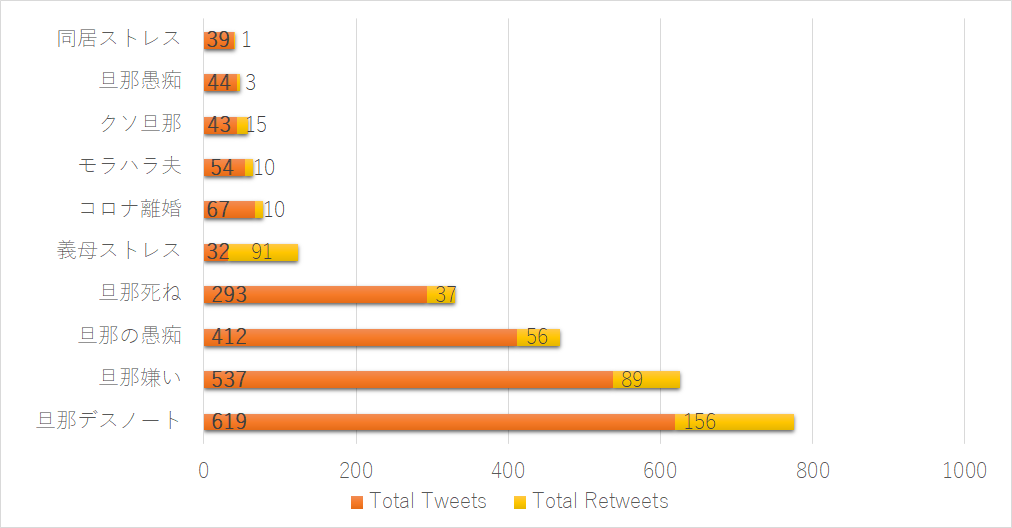 同居ストレス 39 1
旦那愚痴 44 3
クソ旦那 43 15
モラハラ夫 54 10
コロナ離婚 67 10
義母ストレス 32 91
旦那死ね 293 37
旦那の愚痴 412 56
旦那嫌い 537 89
旦那デスノート 619 156
0 200 400 600 800 1000
Total Tweets Total Retweets